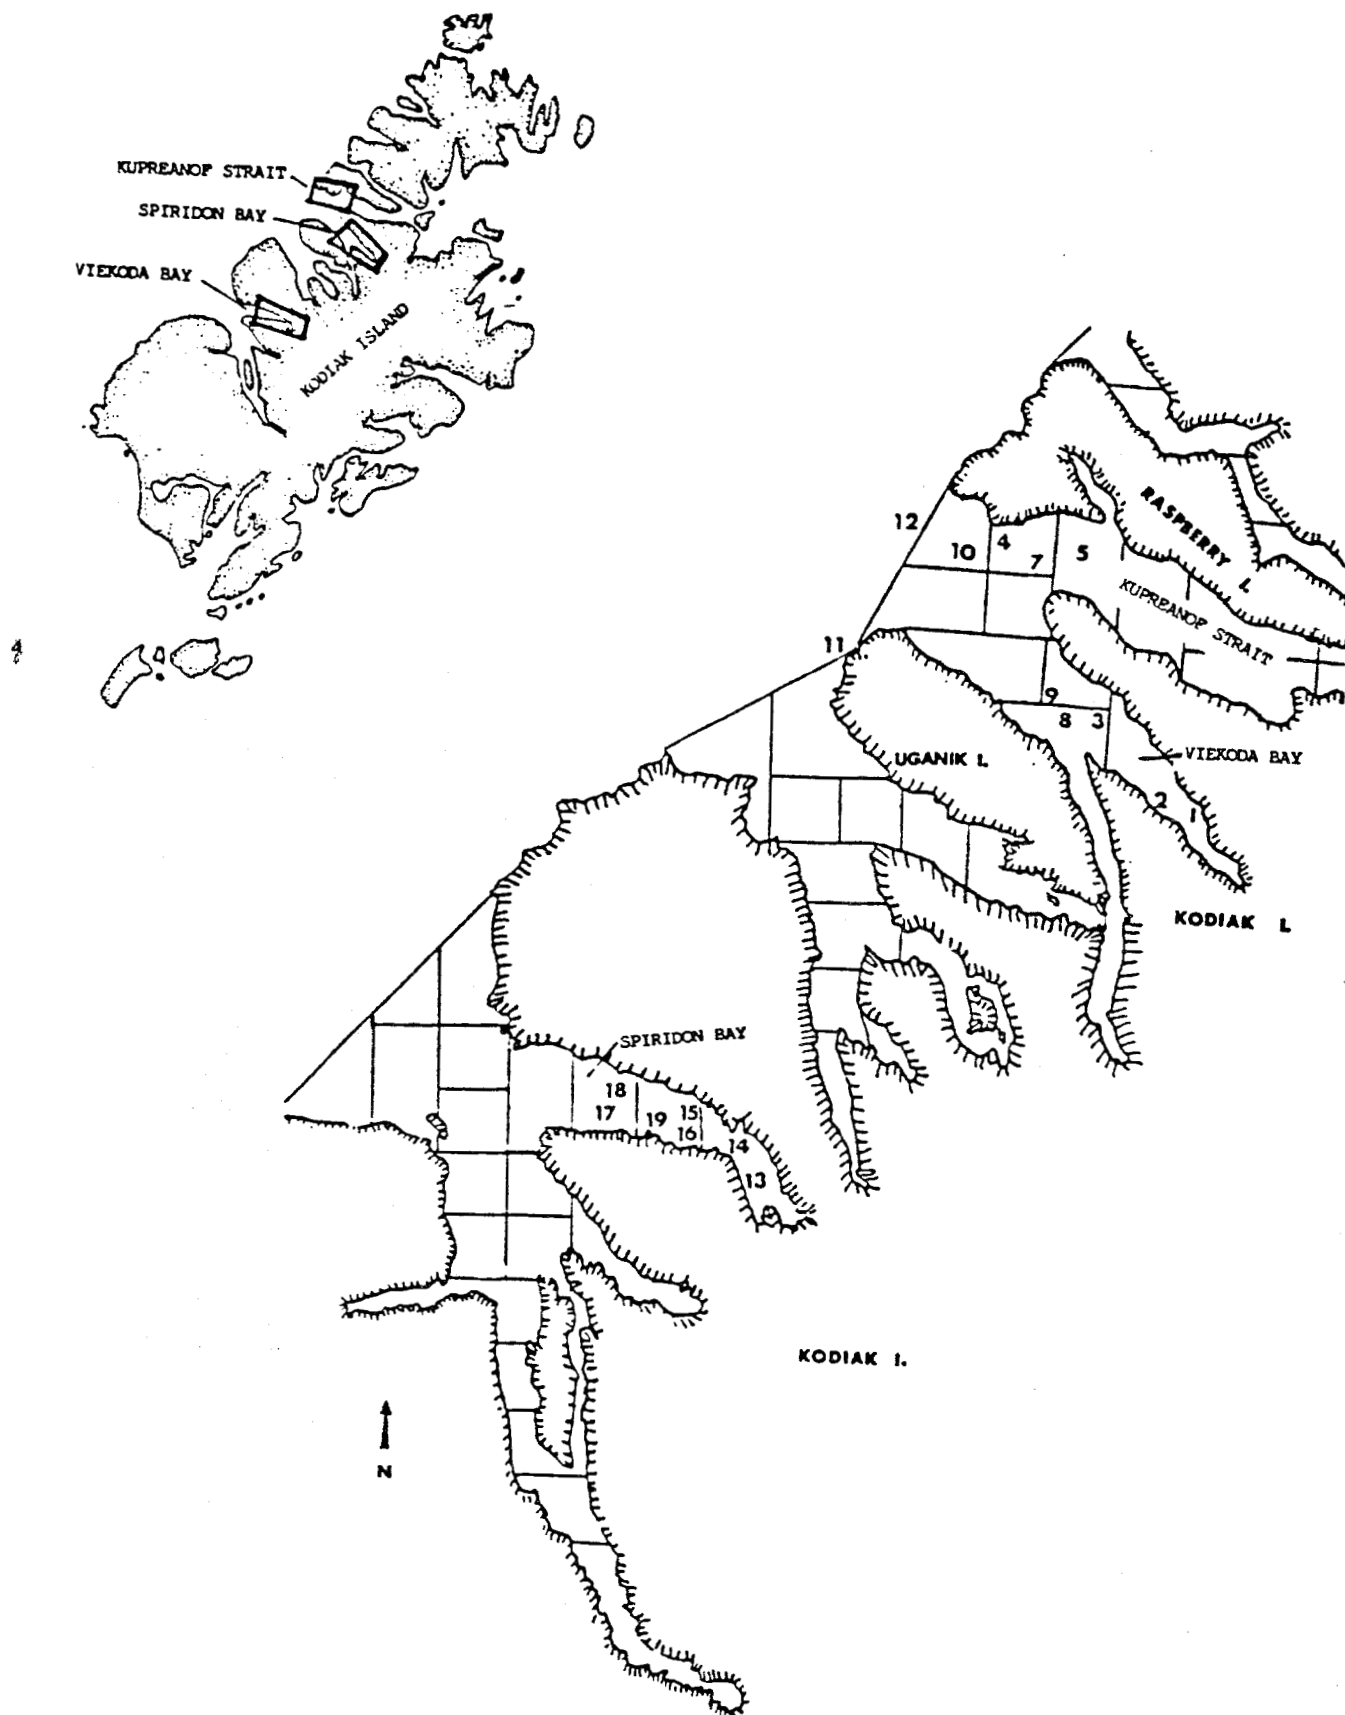 KUPREANOF STRAIT
SPIRIDON BAY
VIEKODA BAY
KODIAK ISLAND
RASPBERRY I.
12
10
4
7
5
KUPREANOF STRAIT
11
9
8
3
VIEKODA BAY
UGANIK I.
2
1
KODIAK I.
SPIRIDON BAY
18
17
19
15
16
14
13
KODIAK I.
N